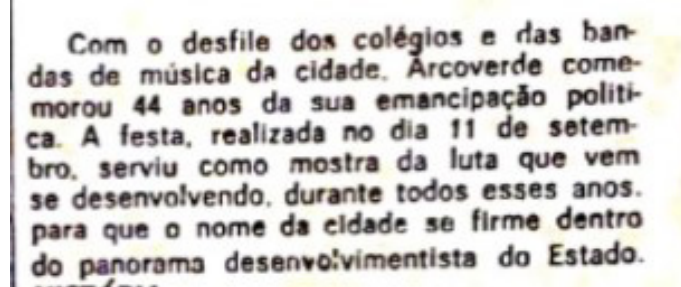 Com o desfile dos colégios e das ban-
das de música da cidade, Arcoverde come-
morou 44 anos da sua emancipação políti-
ca. A festa, realizada no dia 11 de setem-
bro, serviu como mostra da luta que vem
se desenvolvendo, durante todos esses anos,
para que o nome da cidade se firme dentro
do panorama desenvolvimentista do Estado.